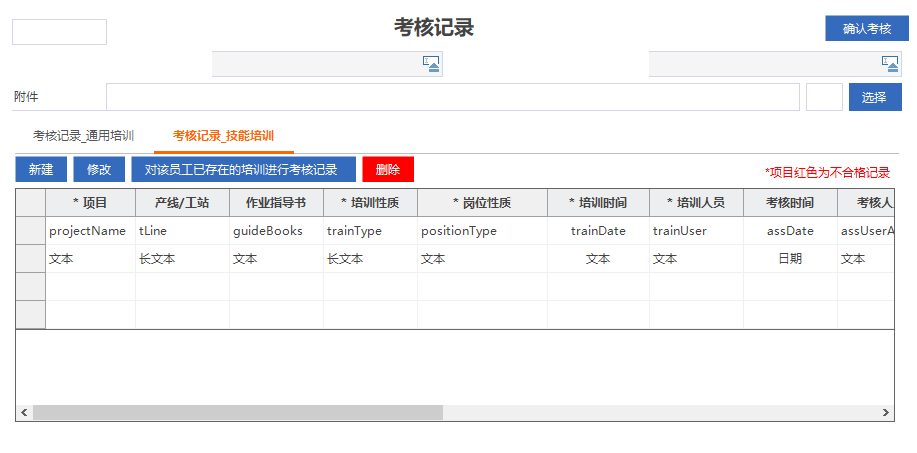 考核记录
确认考核
附件
选择
考核记录_通用培训 考核记录_技能培训
新建 修改 对该员工已存在的培训进行考核记录 删除
*项目红色为不合格记录
* 项目 产线/工站 作业指导书 * 培训性质 * 岗位性质 * 培训时间 * 培训人员 考核时间 考核人
projectName tLine guideBooks trainType positionType trainDate trainUser assDate assUserA
文本 长文本 文本 长文本 文本 文本 文本 日期 文本